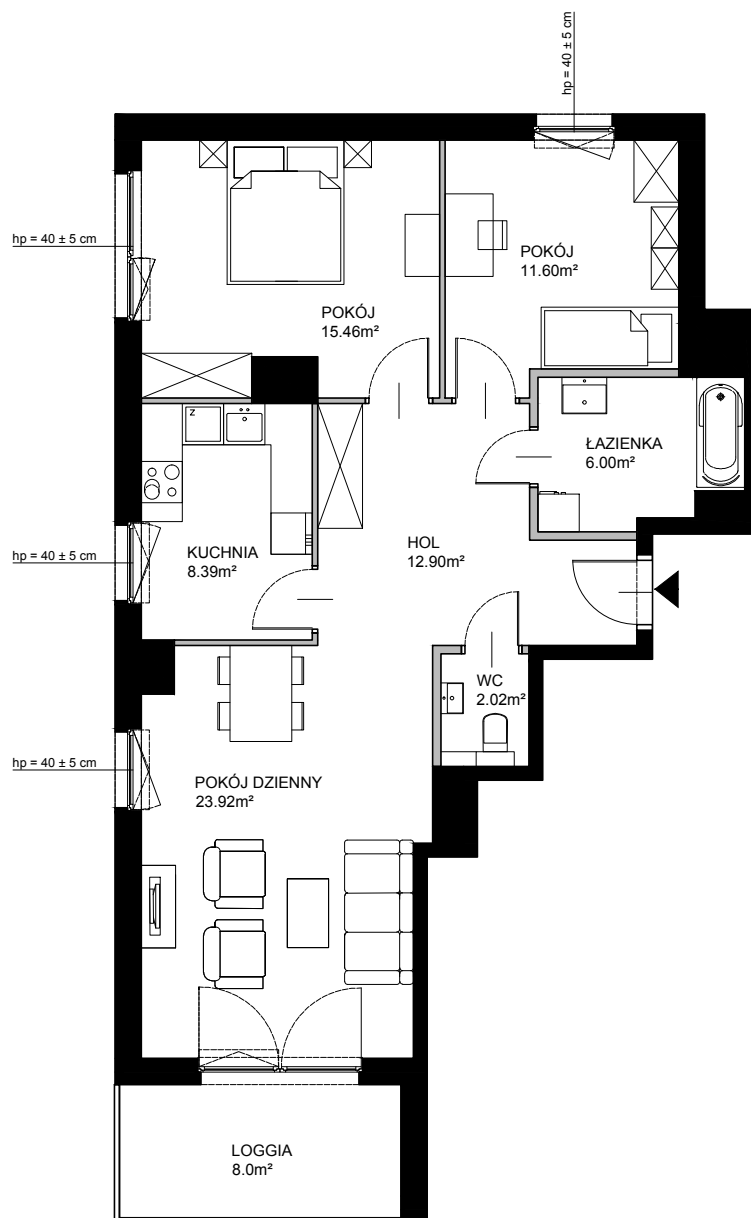 hp = 40 ± 5 cm
hp = 40 ± 5 cm
POKÓJ
11.60m²
POKÓJ
15.46m²
Z
ŁAZIENKA
6.00m²
HOL
12.90m²
KUCHNIA
8.39m²
hp = 40 ± 5 cm
WC
2.02m²
hp = 40 ± 5 cm
POKÓJ DZIENNY
23.92m²
LOGGIA
8.0m²